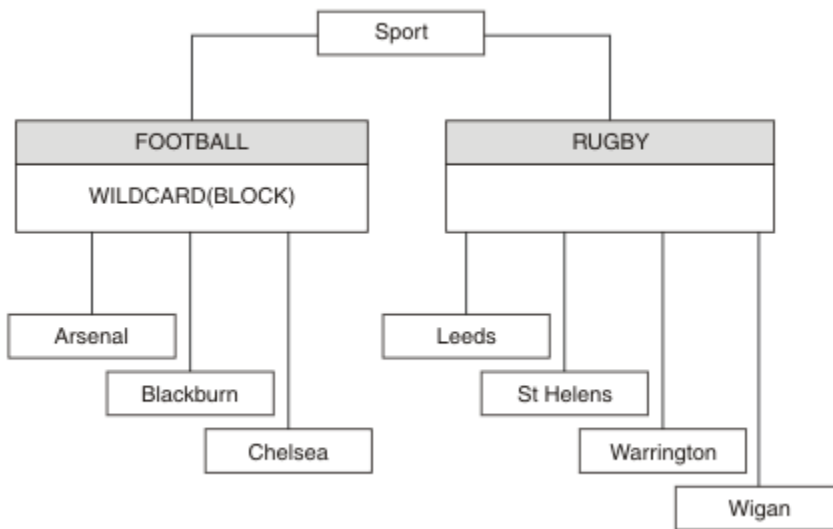 Sport
FOOTBALL
WILDCARD(BLOCK)
Arsenal
Blackburn
Chelsea
RUGBY
Leeds
St Helens
Warrington
Wigan